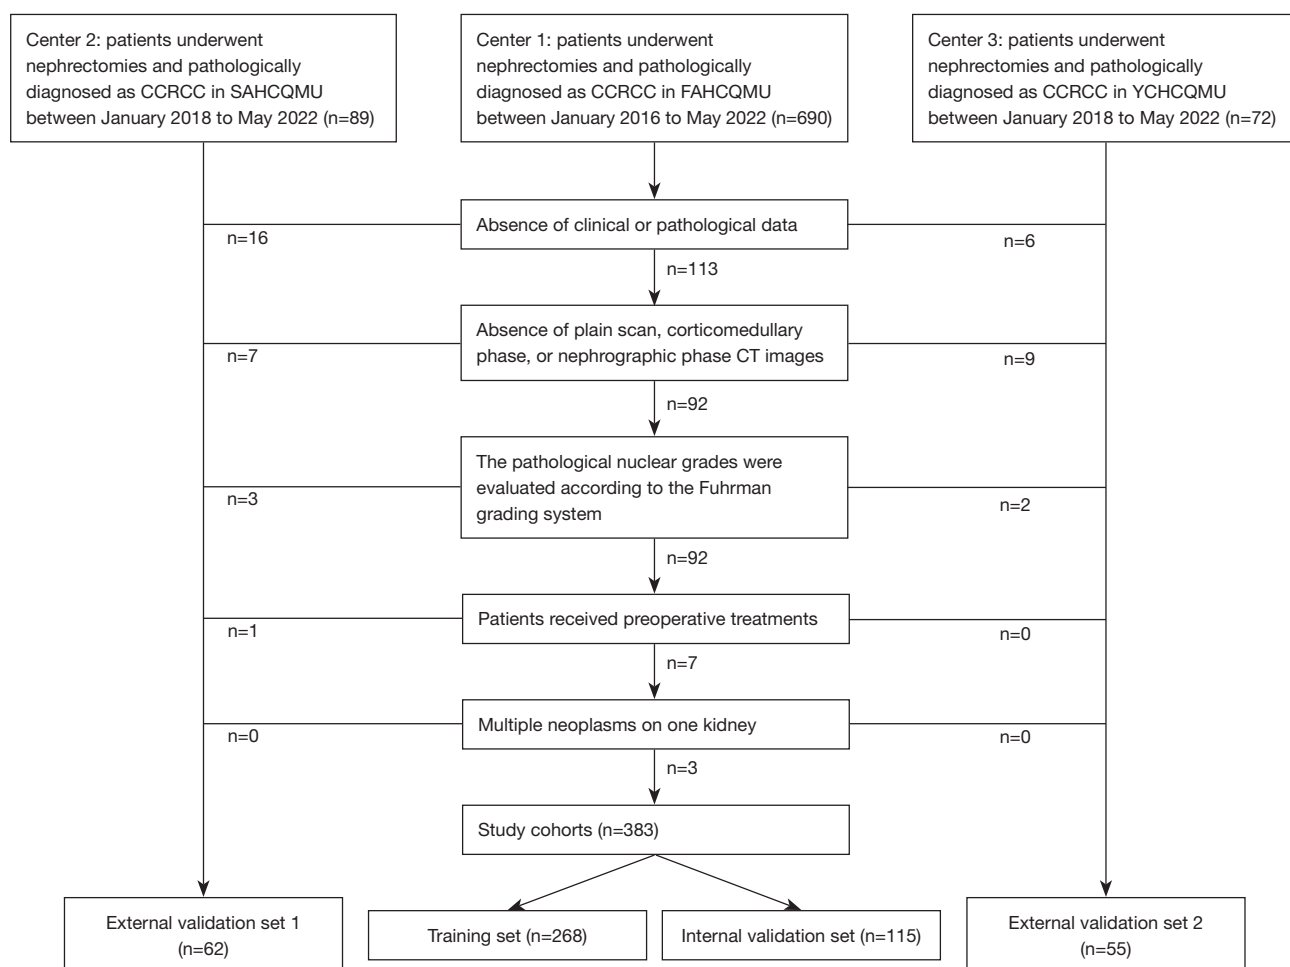 Center 2: patients underwent
nephrectomies and pathologically
diagnosed as CCRCC in SAHCQMU
between January 2018 to May 2022 (n=89)
Center 1: patients underwent
nephrectomies and pathologically
diagnosed as CCRCC in FAHCQMU
between January 2016 to May 2022 (n=690)
Center 3: patients underwent
nephrectomies and pathologically
diagnosed as CCRCC in YCHCQMU
between January 2018 to May 2022 (n=72)
Absence of clinical or pathological data
n=16
n=6
n=113
Absence of plain scan, corticomedullary
phase, or nephrographic phase CT images
n=7
n=9
n=92
The pathological nuclear grades were
evaluated according to the Fuhrman
grading system
n=3
n=2
n=92
Patients received preoperative treatments
n=1
n=0
n=7
Multiple neoplasms on one kidney
n=0
n=0
n=3
Study cohorts (n=383)
External validation set 1
(n=62)
Training set (n=268)
Internal validation set (n=115)
External validation set 2
(n=55)